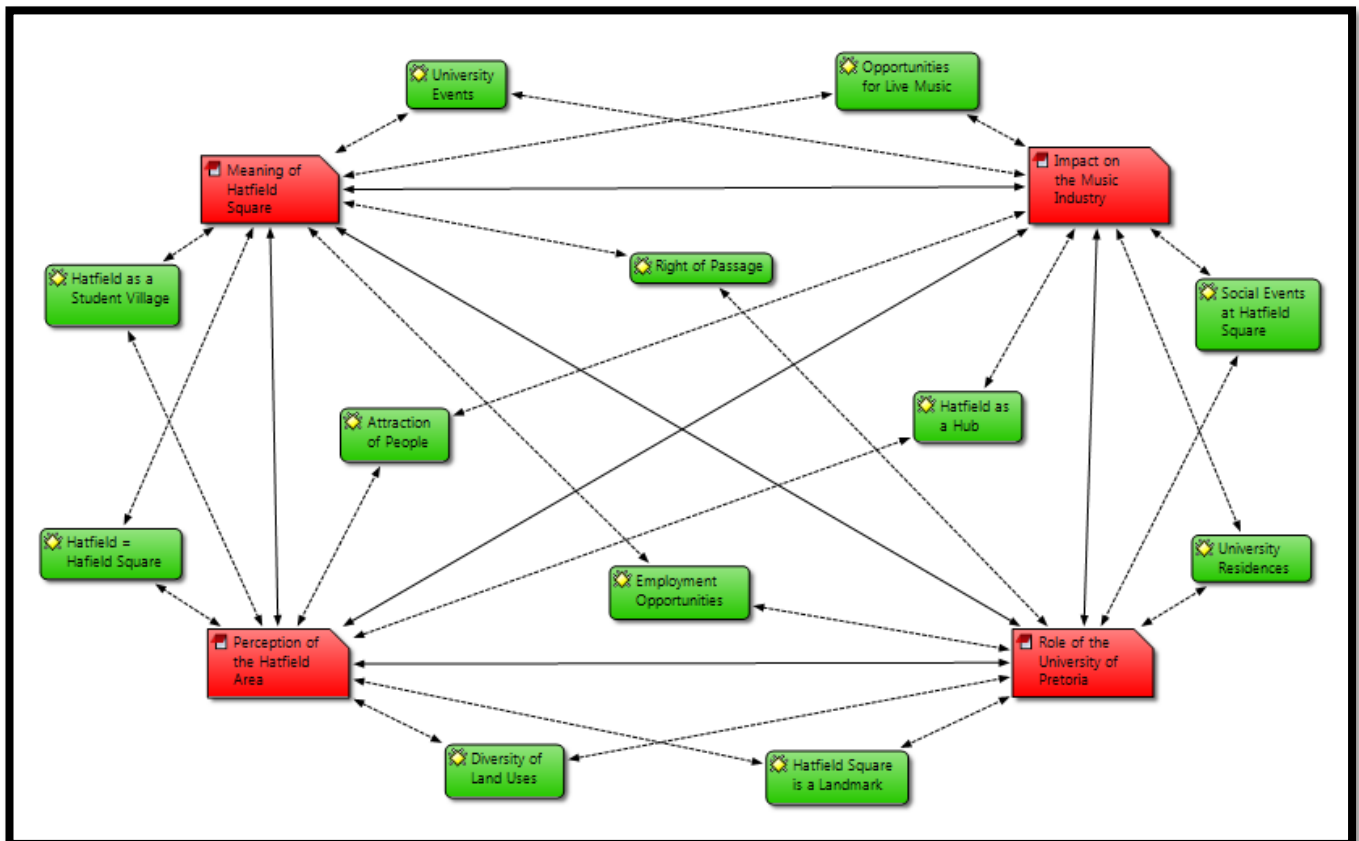 University
Events
Opportunities
for Live Music
Meaning of
Hatfield
Square
Impact on
the Music
Industry
Hatfield as a
Student Village
Right of Passage
Social Events
at Hatfield
Square
Attraction
of People
Hatfield as
a Hub
Hatfield =
Hafield Square
Employment
Opportunities
University
Residences
Perception of
the Hatfield
Area
Role of the
University of
Pretoria
Diversity of
Land Uses
Hatfield Square
is a Landmark